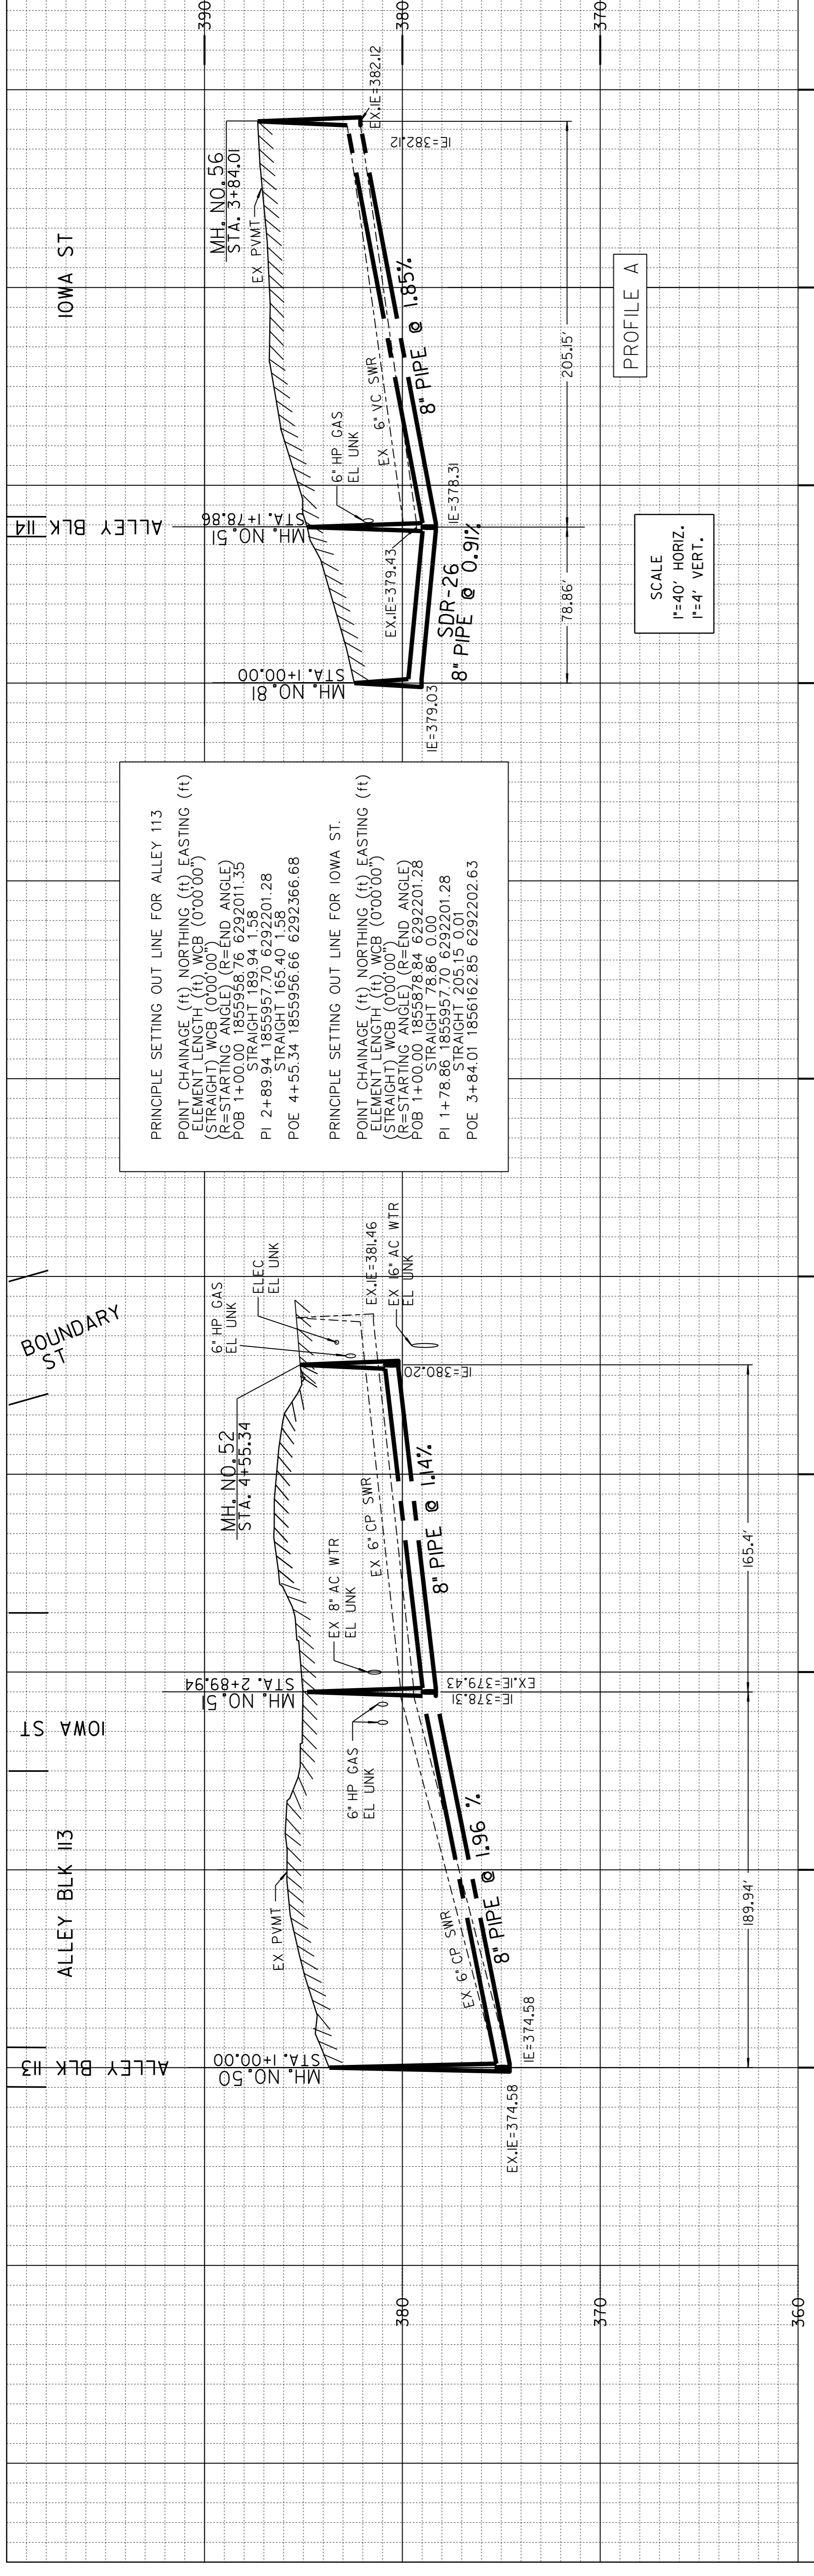 ALLEY BLK 113
IOWA ST
BOUNDARY
ST
ALLEY BLK 113
MH. NO.50
STA. 1+00.00
EX PVMT
EX.IE=374.58
IE=374.58
EX 6" CP SWR
8" PIPE @ 1.96 %
189.94'
6" HP GAS
EL UNK
MH. NO.51
STA. 2+89.94
IE=378.31
EX.IE=379.43
EX 8" AC WTR
EL UNK
EX 6" CP SWR
8" PIPE @ 1.14%
165.4'
MH. NO.52
STA. 4+55.34
IE=380.20
6" HP GAS
EL UNK
ELEC
EL UNK
EX.IE=381.46
EX 16" AC WTR
EL UNK
380
370
360
PRINCIPLE SETTING OUT LINE FOR ALLEY 113
POINT CHAINAGE (ft) NORTHING (ft) EASTING (ft)
ELEMENT LENGTH (ft) WCB (0°00'00")
(STRAIGHT) WCB (0°00'00")
(R=STARTING ANGLE) (R=END ANGLE)
POB 1+00.00 1855958.76 6292011.35
STRAIGHT 189.94 1.58
PI 2+89.94 1855957.70 6292201.28
STRAIGHT 165.40 1.58
POE 4+55.34 1855956.66 6292366.68
PRINCIPLE SETTING OUT LINE FOR IOWA ST.
POINT CHAINAGE (ft) NORTHING (ft) EASTING (ft)
ELEMENT LENGTH (ft) WCB (0°00'00")
(STRAIGHT) WCB (0°00'00")
(R=STARTING ANGLE) (R=END ANGLE)
POB 1+00.00 1855878.84 6292201.28
STRAIGHT 78.86 0.00
PI 1+78.86 1855957.70 6292201.28
STRAIGHT 205.15 0.01
POE 3+84.01 1856162.85 6292202.63
ALLEY BLK 114
IOWA ST
MH. NO.81
STA. 1+00.00
IE=379.03
EX.IE=379.43
SDR-26
8" PIPE @ 0.91%
78.86'
MH. NO.51
STA. 1+78.86
IE=378.31
6" HP GAS
EL UNK
EX 6" VC SWR
8" PIPE @ 1.85%
205.15'
EX PVMT
MH. NO. 56
STA. 3+84.01
IE=382.12
EX.IE=382.12
390
380
370
SCALE
1"=40' HORIZ.
1"=4' VERT.
PROFILE A